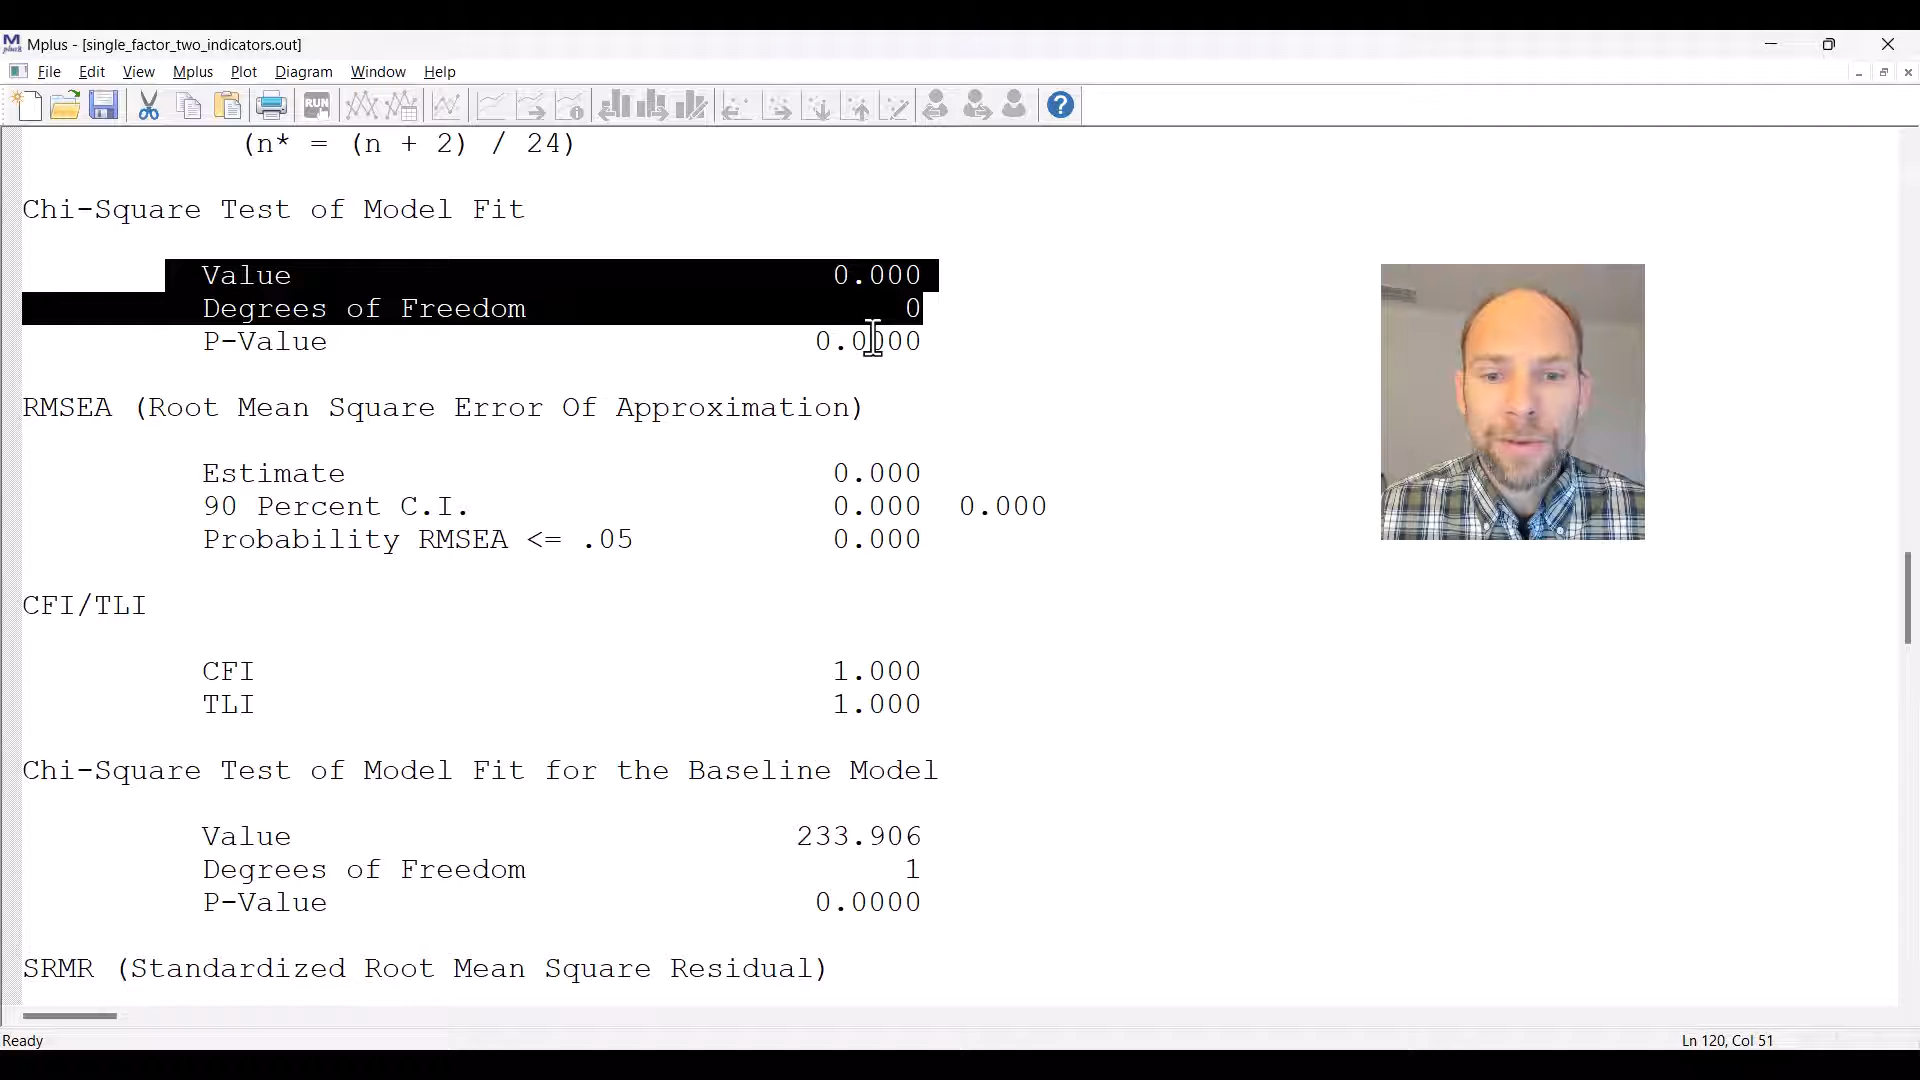 Mplus - [single_factor_two_indicators.out]
File Edit View Mplus Plot Diagram Window Help
RUN
(n* = (n + 2) / 24)
Chi-Square Test of Model Fit
Value 0.000
Degrees of Freedom 0
P-Value 0.0000
RMSEA (Root Mean Square Error Of Approximation)
Estimate 0.000
90 Percent C.I. 0.000 0.000
Probability RMSEA <= .05 0.000
CFI/TLI
CFI 1.000
TLI 1.000
Chi-Square Test of Model Fit for the Baseline Model
Value 233.906
Degrees of Freedom 1
P-Value 0.0000
SRMR (Standardized Root Mean Square Residual)
Ready Ln 120, Col 51